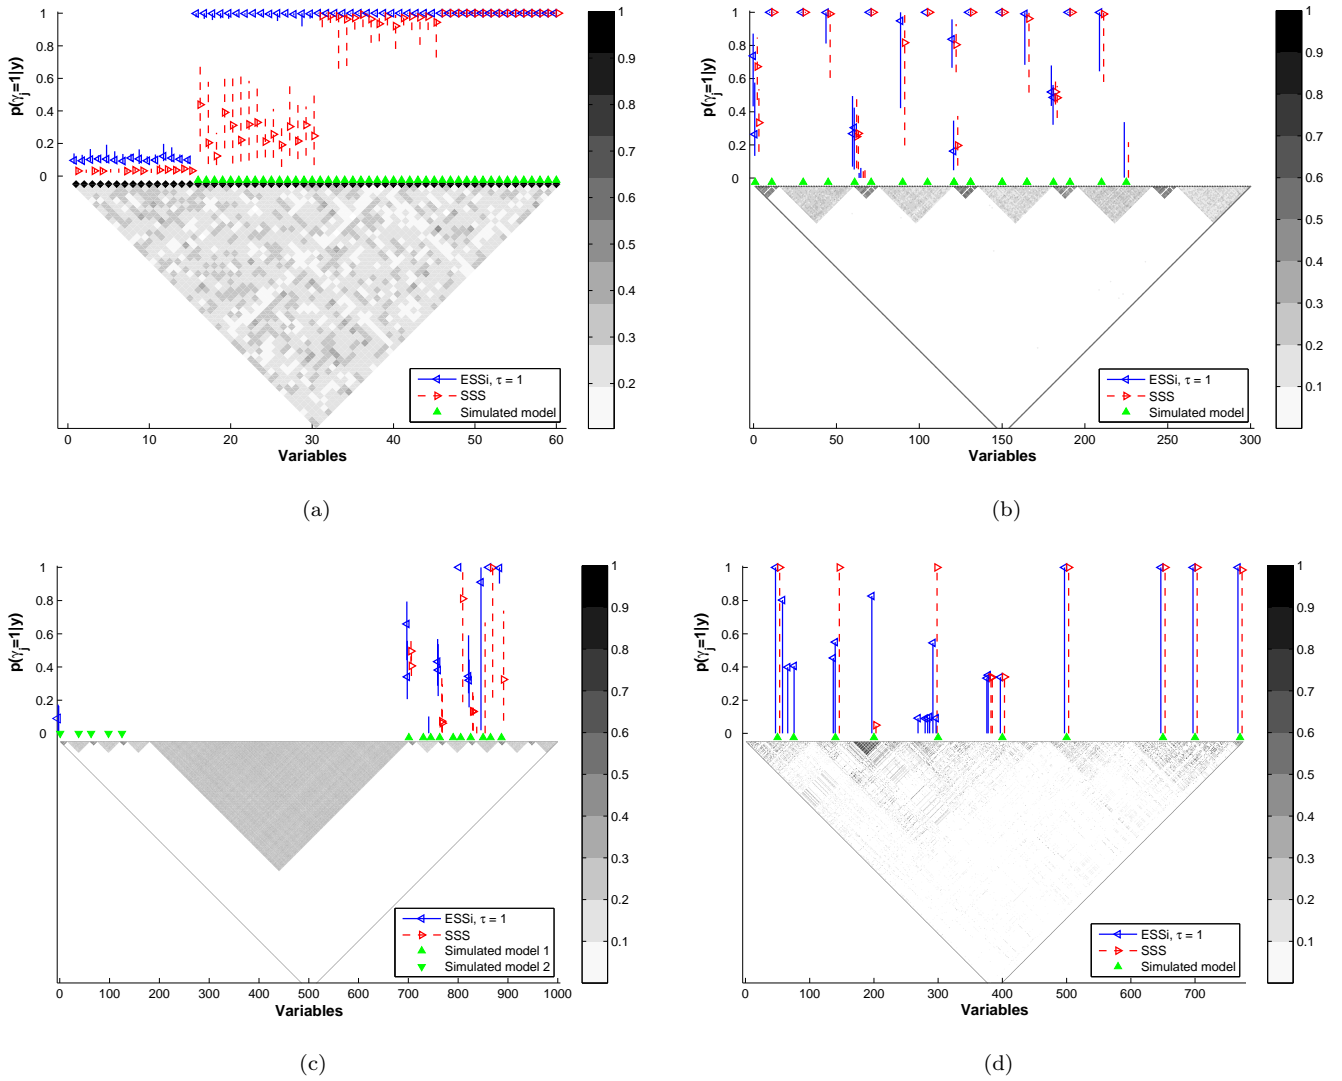 p(γj=1|y)
1
0.8
0.6
0.4
0.2
0
ESSi, τ = 1
SSS
Simulated model
0 10 20 30 40 50 60
Variables
1
0.9
0.8
0.7
0.6
0.5
0.4
0.3
0.2
(a)
p(γj=1|y)
1
0.8
0.6
0.4
0.2
0
ESSi, τ = 1
SSS
Simulated model
0 50 100 150 200 250 300
Variables
1
0.9
0.8
0.7
0.6
0.5
0.4
0.3
0.2
0.1
(b)
p(γj=1|y)
1
0.8
0.6
0.4
0.2
0
ESSi, τ = 1
SSS
Simulated model 1
Simulated model 2
0 100 200 300 400 500 600 700 800 900 1000
Variables
1
0.9
0.8
0.7
0.6
0.5
0.4
0.3
0.2
0.1
(c)
p(γj=1|y)
1
0.8
0.6
0.4
0.2
0
ESSi, τ = 1
SSS
Simulated model
0 100 200 300 400 500 600 700
Variables
1
0.9
0.8
0.7
0.6
0.5
0.4
0.3
0.2
0.1
(d)